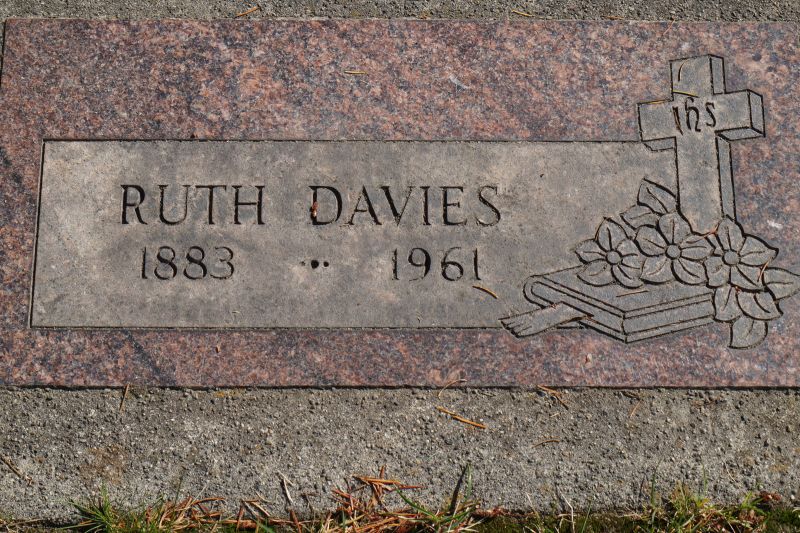 ihs
RUTH DAVIES
1883 ... 1961